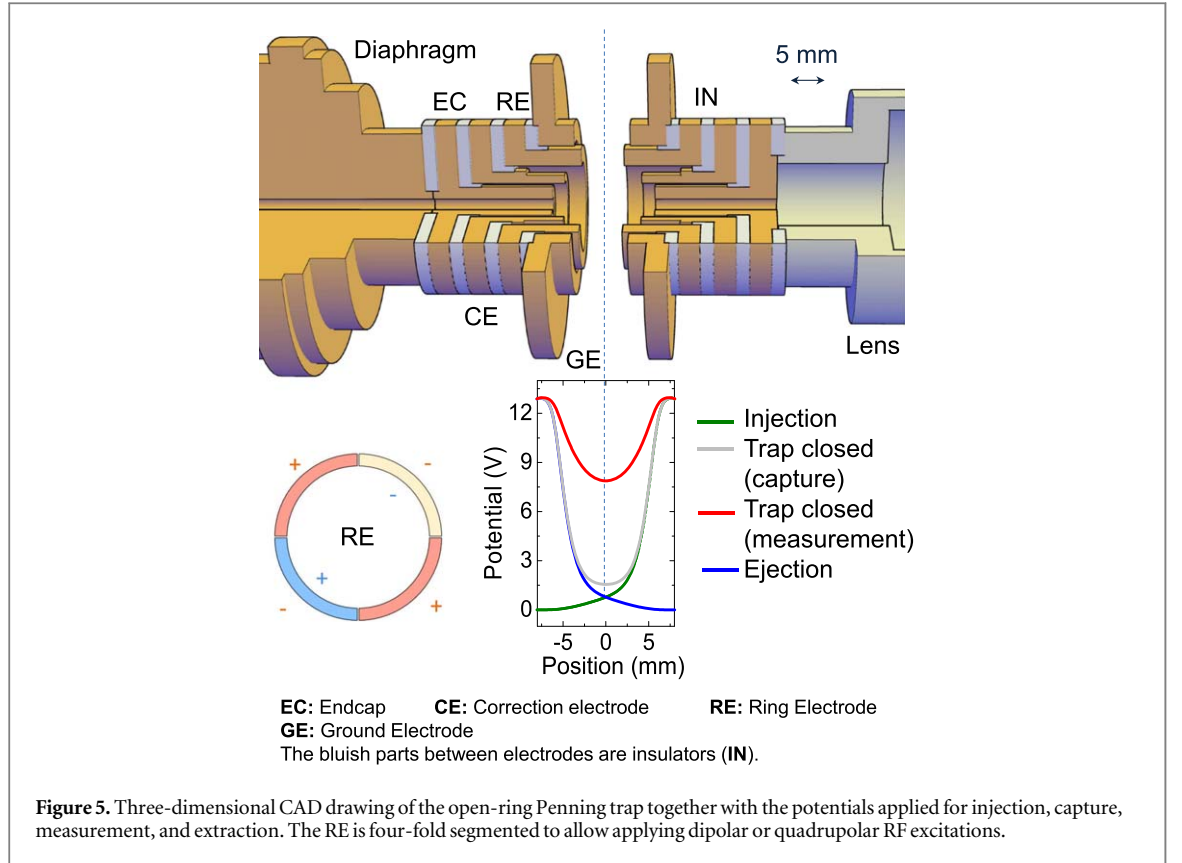 Diaphragm
5 mm
EC
RE
IN
CE
GE
Lens
12
9
6
3
0
Potential (V)
-5
0
5
Position (mm)
Injection
Trap closed
(capture)
Trap closed
(measurement)
Ejection
+
-
-
RE
+
-
+
EC: Endcap CE: Correction electrode RE: Ring Electrode
GE: Ground Electrode
The bluish parts between electrodes are insulators (IN).
Figure 5. Three-dimensional CAD drawing of the open-ring Penning trap together with the potentials applied for injection, capture,
measurement, and extraction. The RE is four-fold segmented to allow applying dipolar or quadrupolar RF excitations.